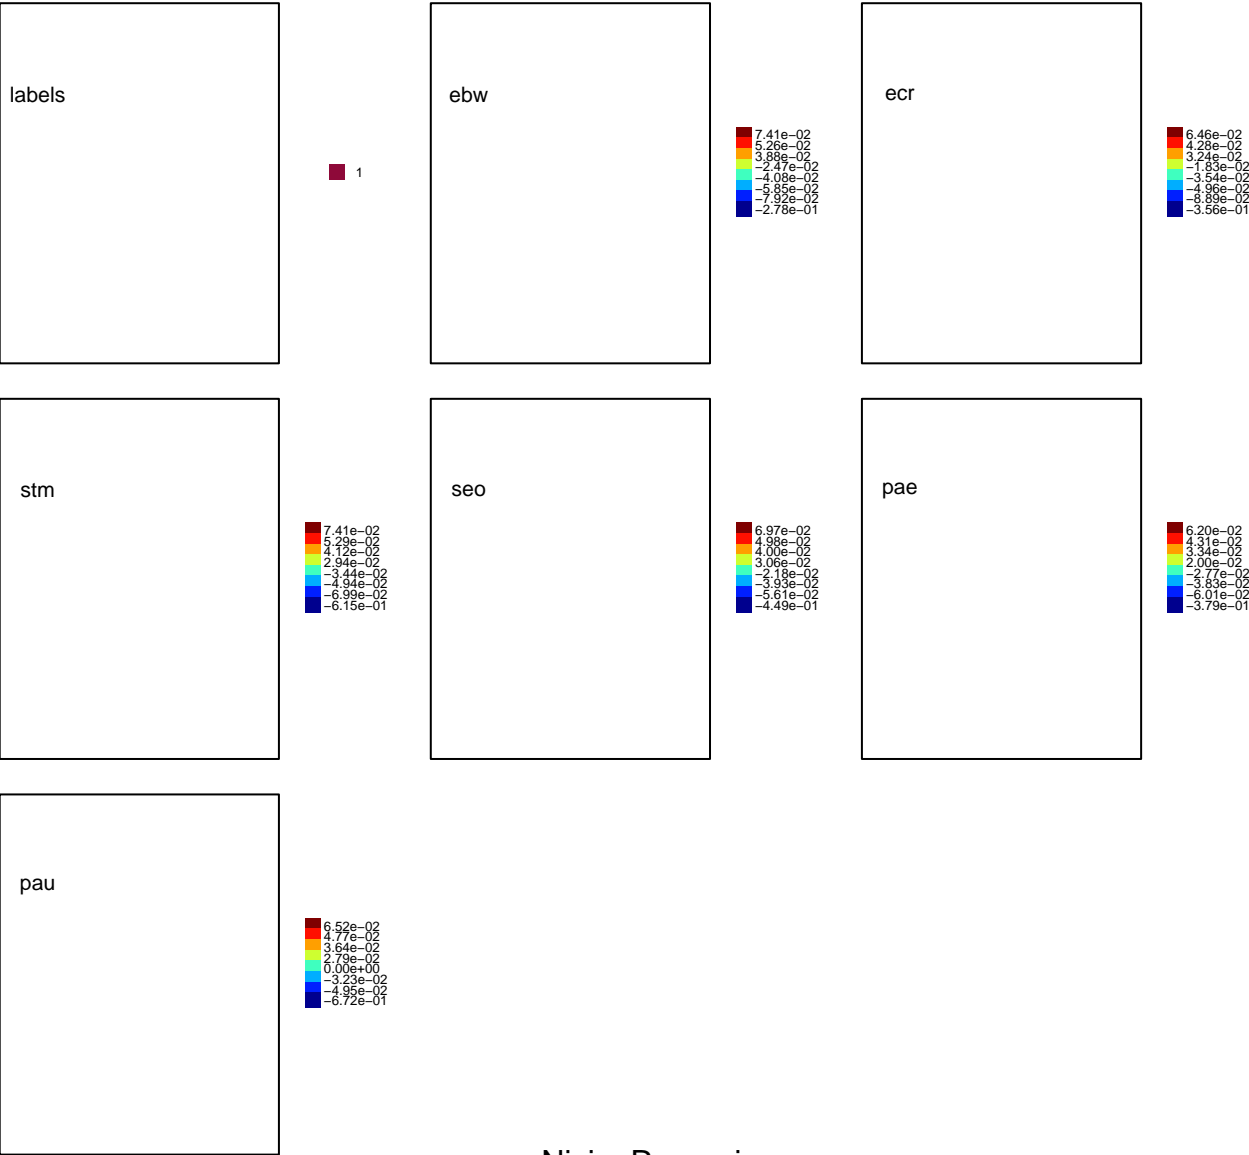 labels
1
ebw
7.41e−02
5.26e−02
3.88e−02
−2.47e−02
−4.08e−02
−5.85e−02
−7.92e−02
−2.78e−01
ecr
6.46e−02
4.28e−02
3.24e−02
−1.83e−02
−3.54e−02
−4.96e−02
−8.89e−02
−3.56e−01
stm
7.41e−02
5.29e−02
4.12e−02
2.94e−02
−3.44e−02
−4.94e−02
−6.99e−02
−6.15e−01
seo
6.97e−02
4.98e−02
4.00e−02
3.06e−02
−2.18e−02
−3.93e−02
−5.61e−02
−4.49e−01
pae
6.20e−02
4.31e−02
3.34e−02
2.00e−02
−2.77e−02
−3.83e−02
−6.01e−02
−3.79e−01
pau
6.52e−02
4.77e−02
3.64e−02
2.79e−02
0.00e+00
−3.23e−02
−4.95e−02
−6.72e−01